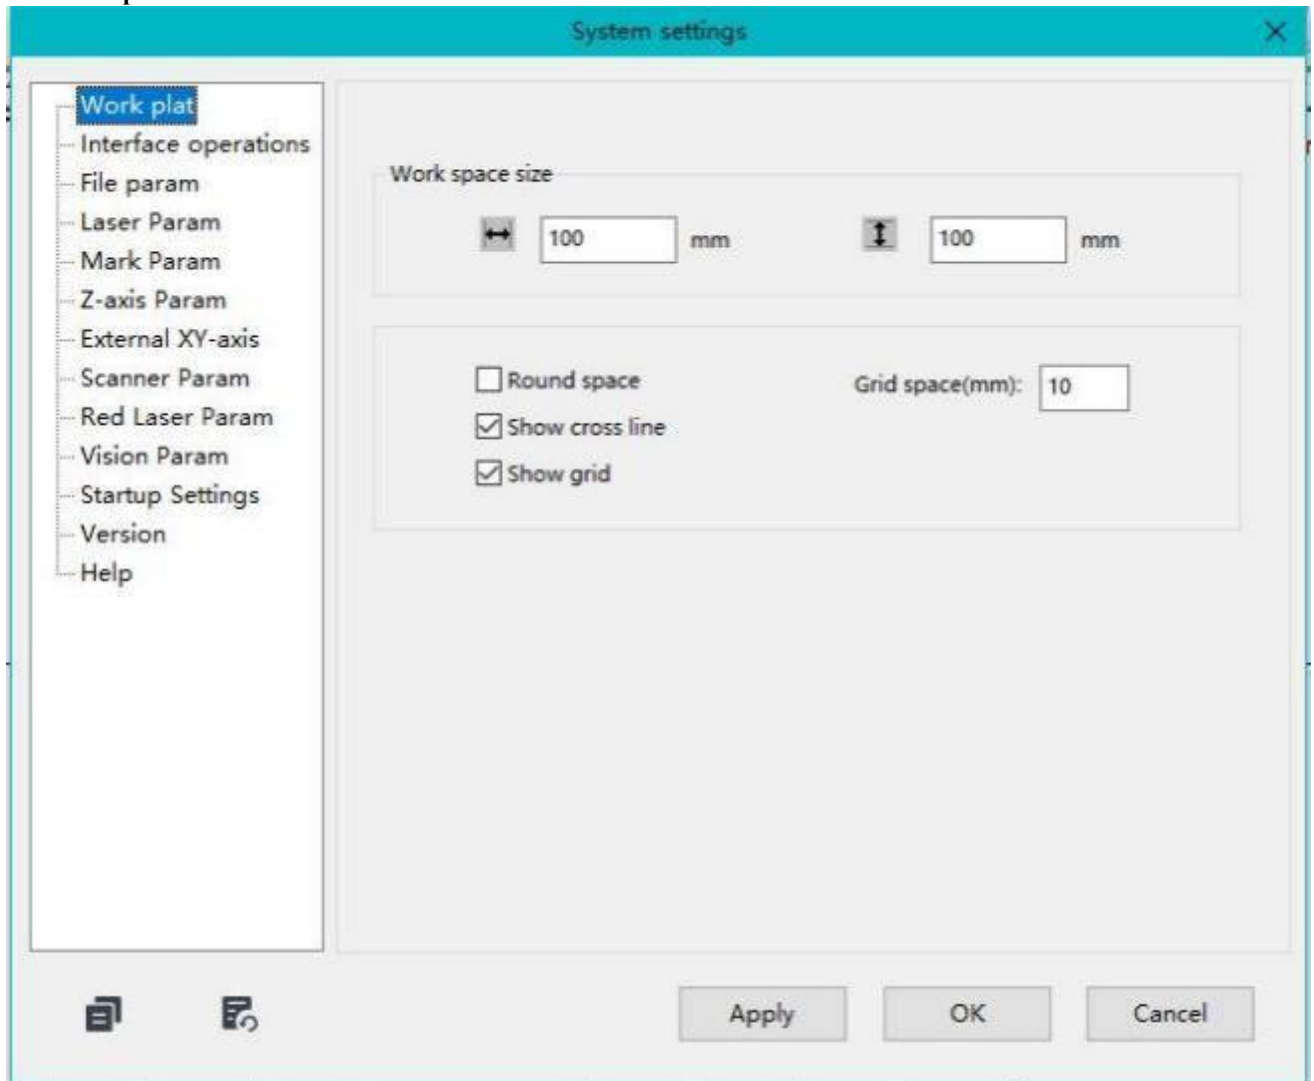 System settings
Work plat
Interface operations
File param
Laser Param
Mark Param
Z-axis Param
External XY-axis
Scanner Param
Red Laser Param
Vision Param
Startup Settings
Version
Help
Work space size
100 mm 100 mm
Round space Grid space(mm): 10
Show cross line
Show grid
Apply OK Cancel